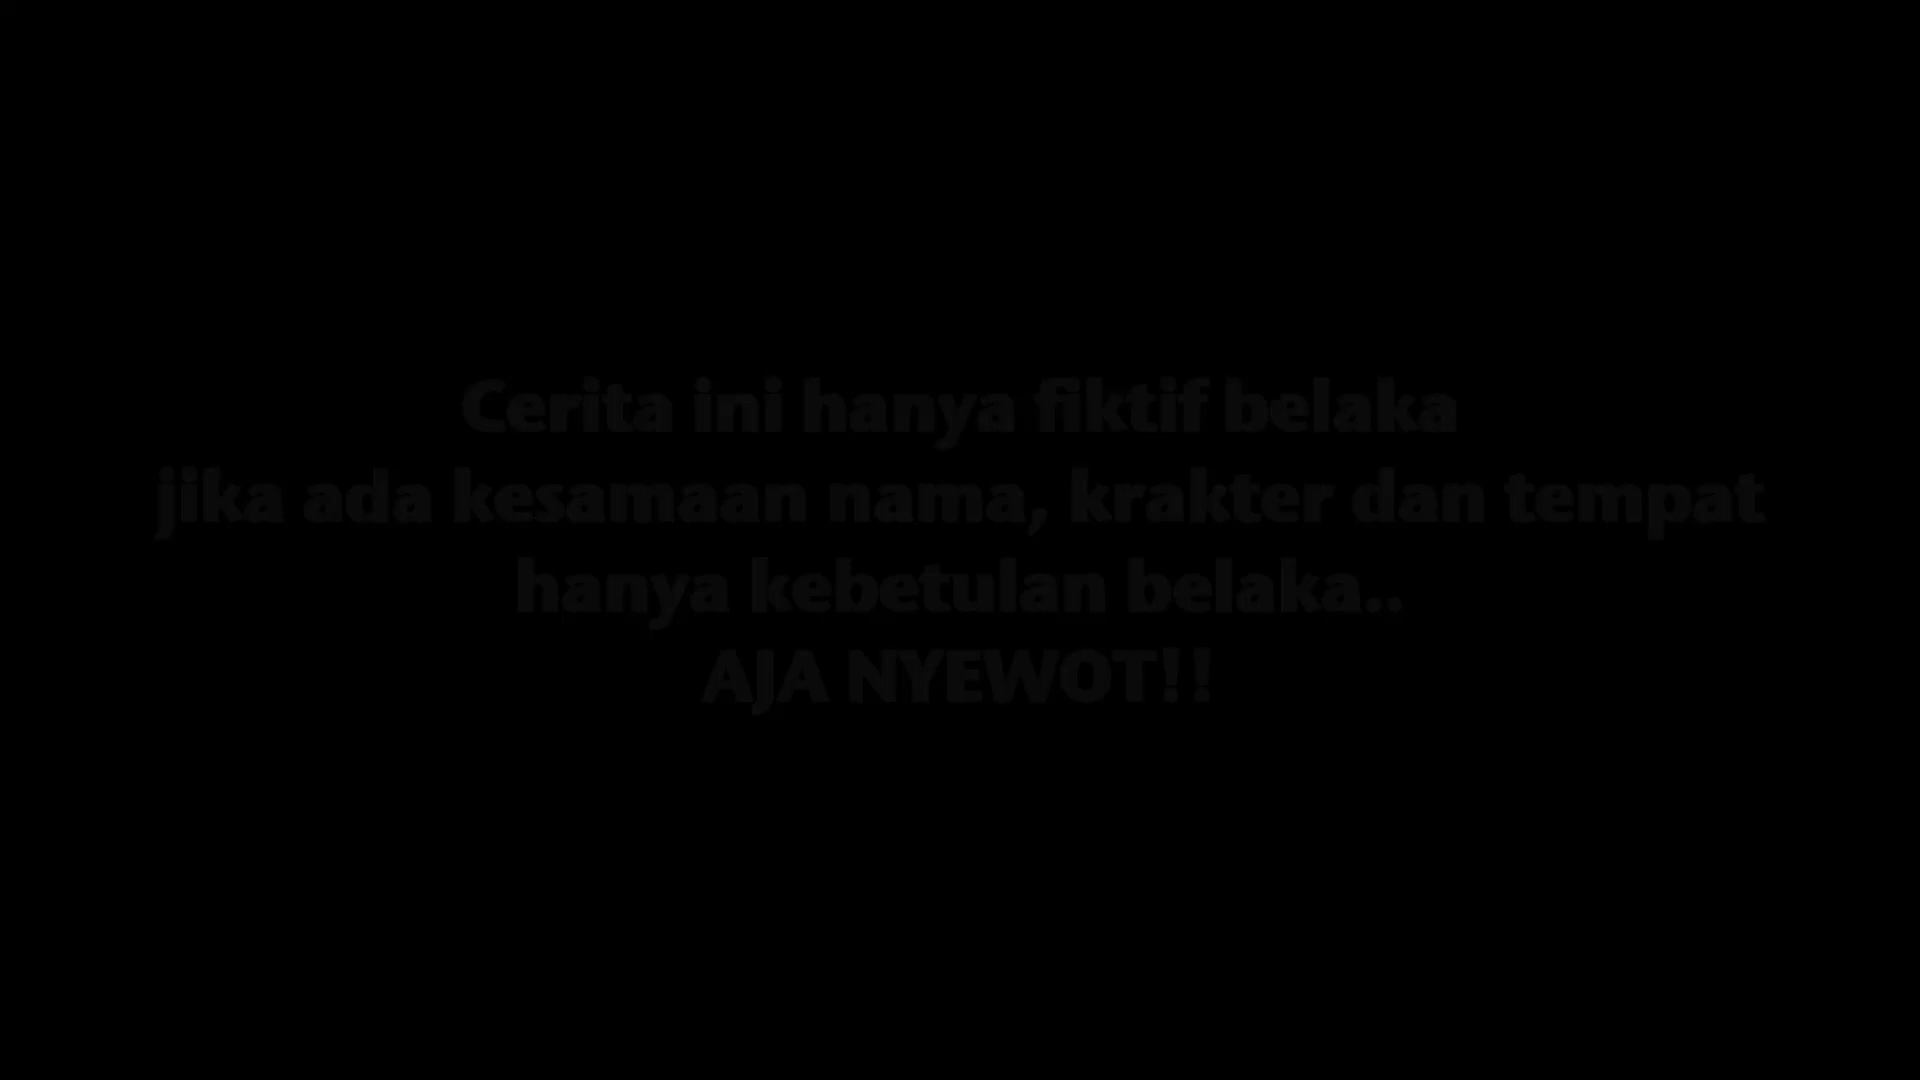 Cerita ini hanya fiktif belaka
jika ada kesamaan nama, krakter dan tempat
hanya kebetulan belaka..
AJA NYEWOT!!